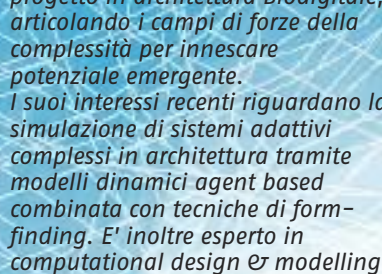 progetto in architettura Biodigitale,
articolando i campi di forze della
complessità per innescare
potenziale emergente.
I suoi interessi recenti riguardano la
simulazione di sistemi adattivi
complessi in architettura tramite
modelli dinamici agent based
combinata con tecniche di form-
finding. E' inoltre esperto in
computational design & modelling